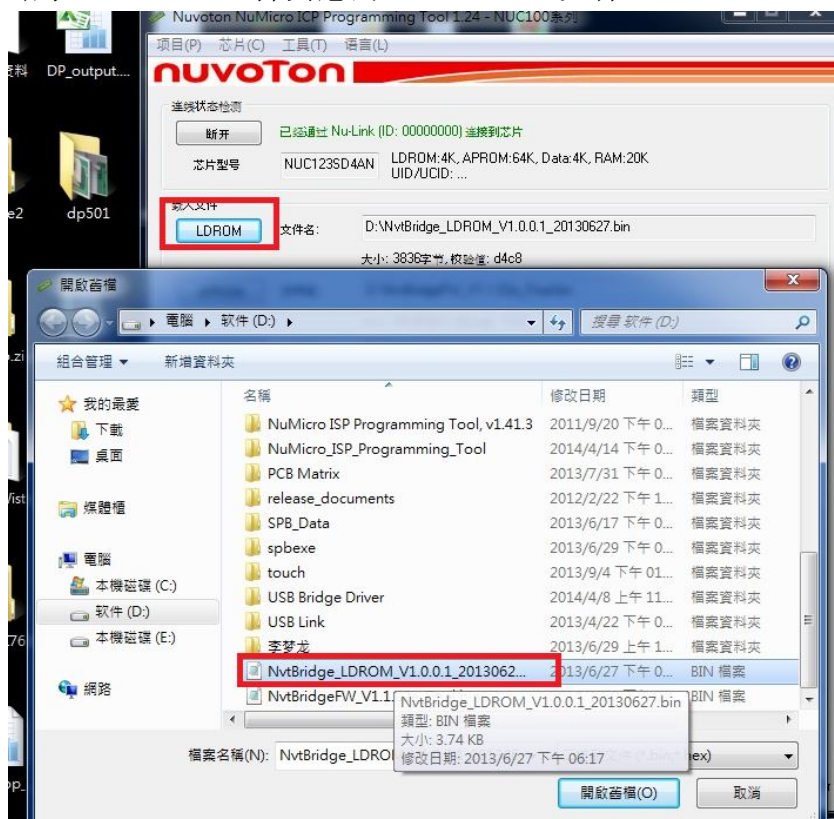 Nuvoton NuMicro ICP Programming Tool 1.24 - NUC100系列
项目(P) 芯片(C) 工具(T) 语言(L)
nuvoTon
DP_output....
dp501
连线状态检测
断开 已经通过 Nu-Link (ID: 00000000) 连接到芯片
芯片型号 NUC123SD4AN LDROM:4K, APROM:64K, Data:4K, RAM:20K
UID/UCID: ...
载入文件
LDROM 文件名: D:\NvtBridge_LDROM_V1.0.0.1_20130627.bin
大小: 3836字节,校验值: d4c8
開啟舊檔
電腦 软件 (D:) 搜尋 软件 (D:)
組合管理 新增資料夾
名稱 修改日期 類型
我的最愛
下載
桌面
媒體櫃
電腦
本機磁碟 (C:)
软件 (D:)
本機磁碟 (E:)
網路
NuMicro ISP Programming Tool, v1.41.3 2011/9/20 下午 0... 檔案資料夾
NuMicro_ISP_Programming_Tool 2014/4/14 下午 0... 檔案資料夾
PCB Matrix 2013/7/31 下午 0... 檔案資料夾
release_documents 2012/2/22 下午 1... 檔案資料夾
SPB_Data 2013/6/17 下午 0... 檔案資料夾
spbexe 2013/6/29 下午 0... 檔案資料夾
touch 2013/9/4 下午 01... 檔案資料夾
USB Bridge Driver 2014/4/8 上午 11... 檔案資料夾
USB Link 2013/4/22 下午 0... 檔案資料夾
李梦龙 2013/6/29 上午 1... 檔案資料夾
NvtBridge_LDROM_V1.0.0.1_2013062... 2013/6/27 下午 0... BIN 檔案
NvtBridgeFW_V1.1. BIN 檔案
NvtBridge_LDROM_V1.0.0.1_20130627.bin
類型: BIN 檔案
大小: 3.74 KB
修改日期: 2013/6/27 下午 06:17
檔案名稱(N): NvtBridge_LDRO hex)
開啟舊檔(O) 取消